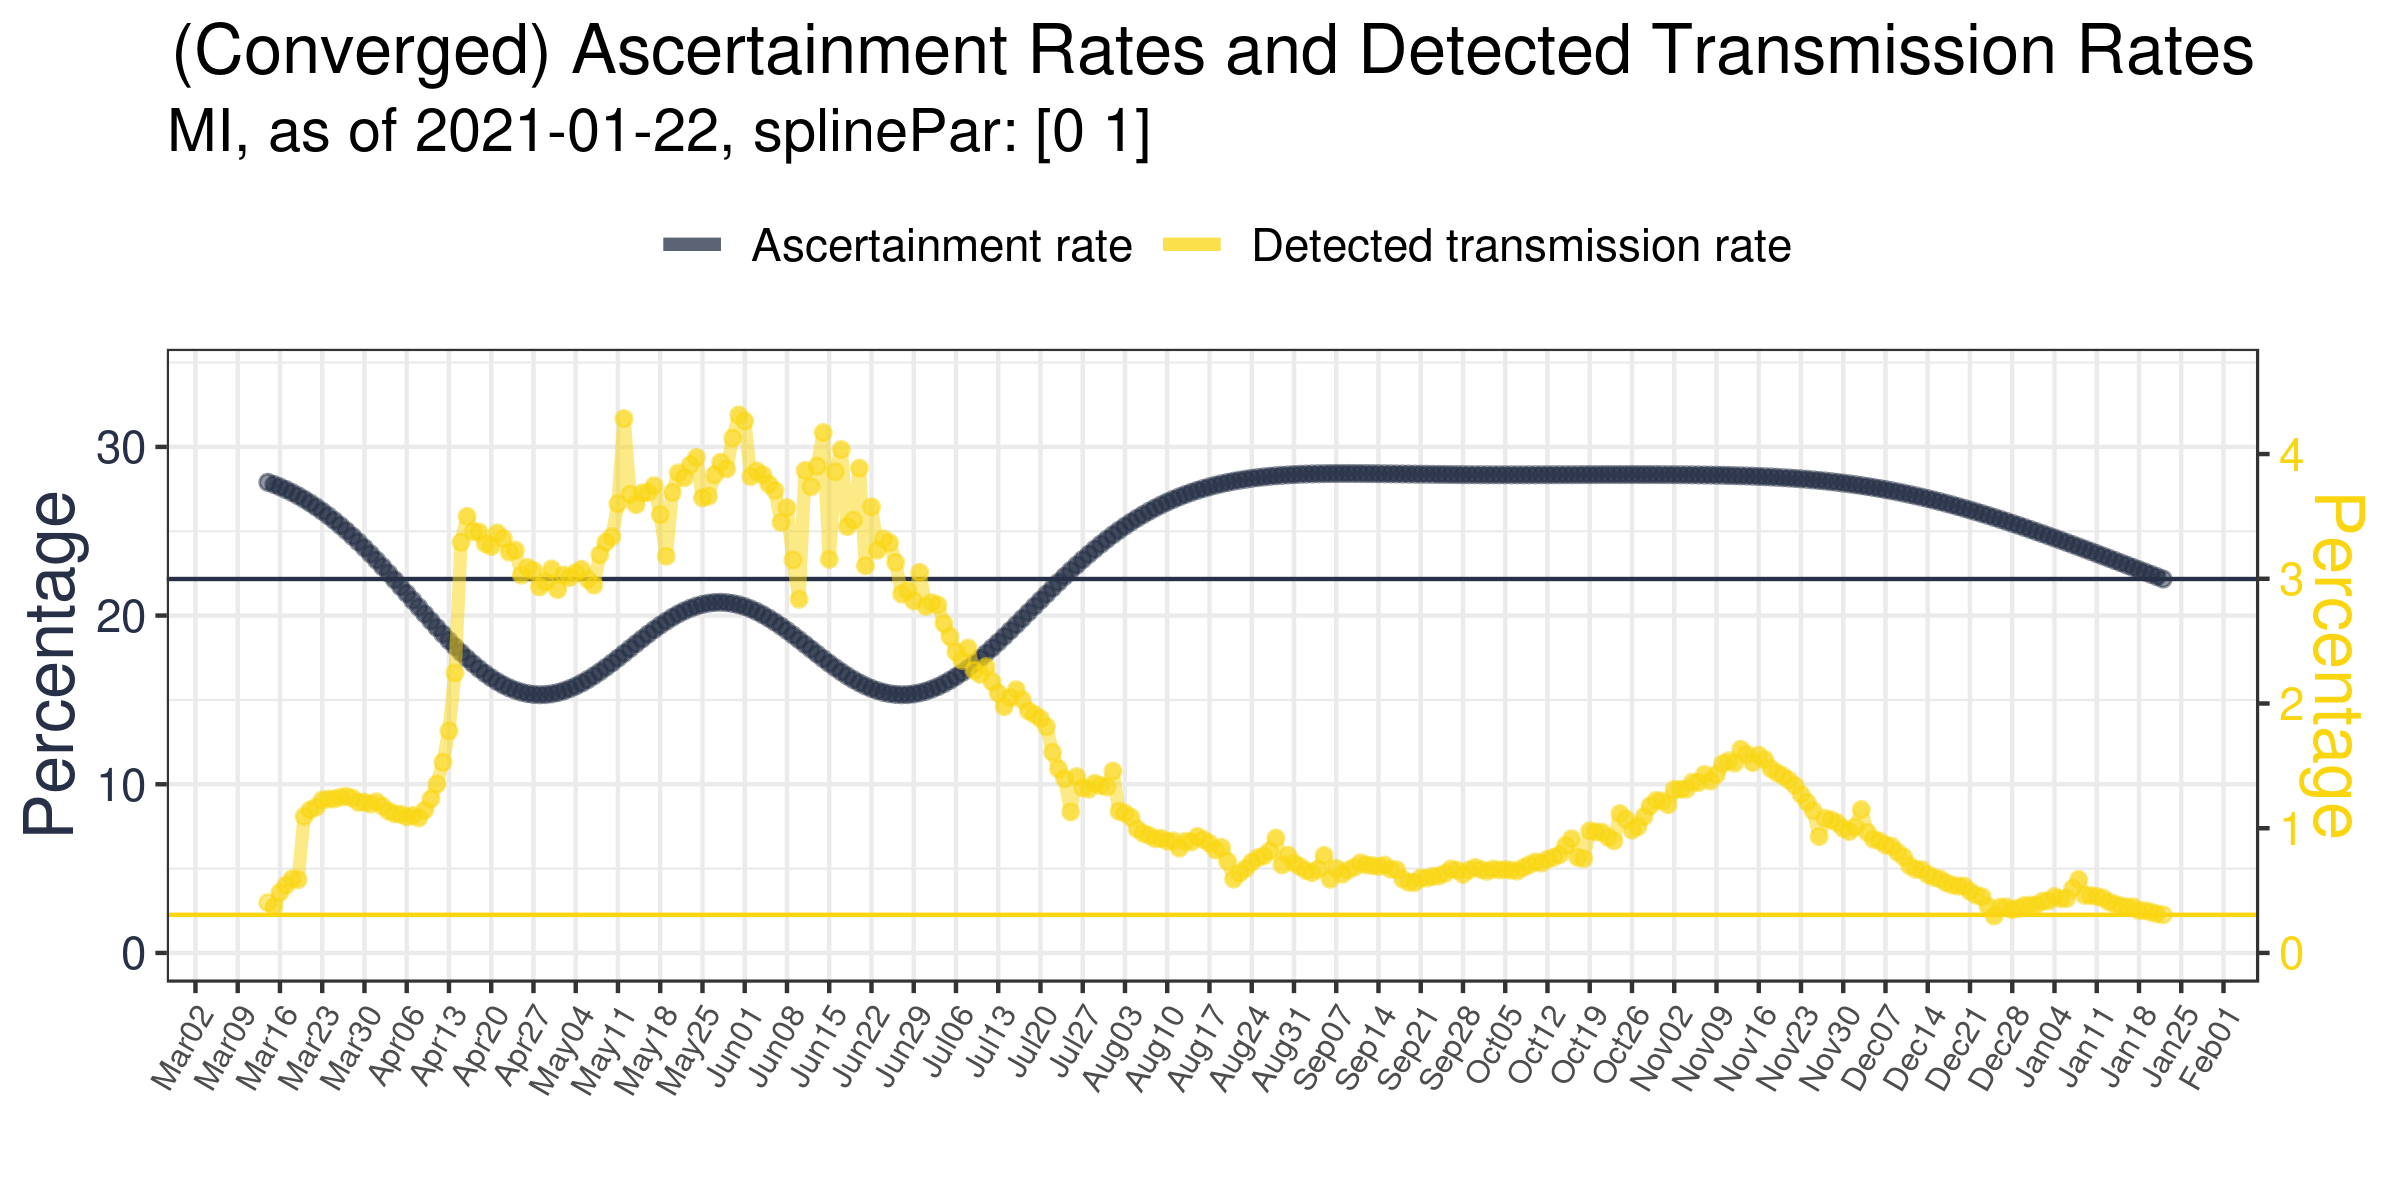 (Converged) Ascertainment Rates and Detected Transmission Rates
MI, as of 2021-01-22, splinePar: [0 1]
Ascertainment rate
Detected transmission rate
Percentage
30
20
10
0
4
3
2
1
0
Percentage
Mar02
Mar09
Mar16
Mar23
Mar30
Apr06
Apr13
Apr20
Apr27
May04
May11
May18
May25
Jun01
Jun08
Jun15
Jun22
Jun29
Jul06
Jul13
Jul20
Jul27
Aug03
Aug10
Aug17
Aug24
Aug31
Sep07
Sep14
Sep21
Sep28
Oct05
Oct12
Oct19
Oct26
Nov02
Nov09
Nov16
Nov23
Nov30
Dec07
Dec14
Dec21
Dec28
Jan04
Jan11
Jan18
Jan25
Feb01